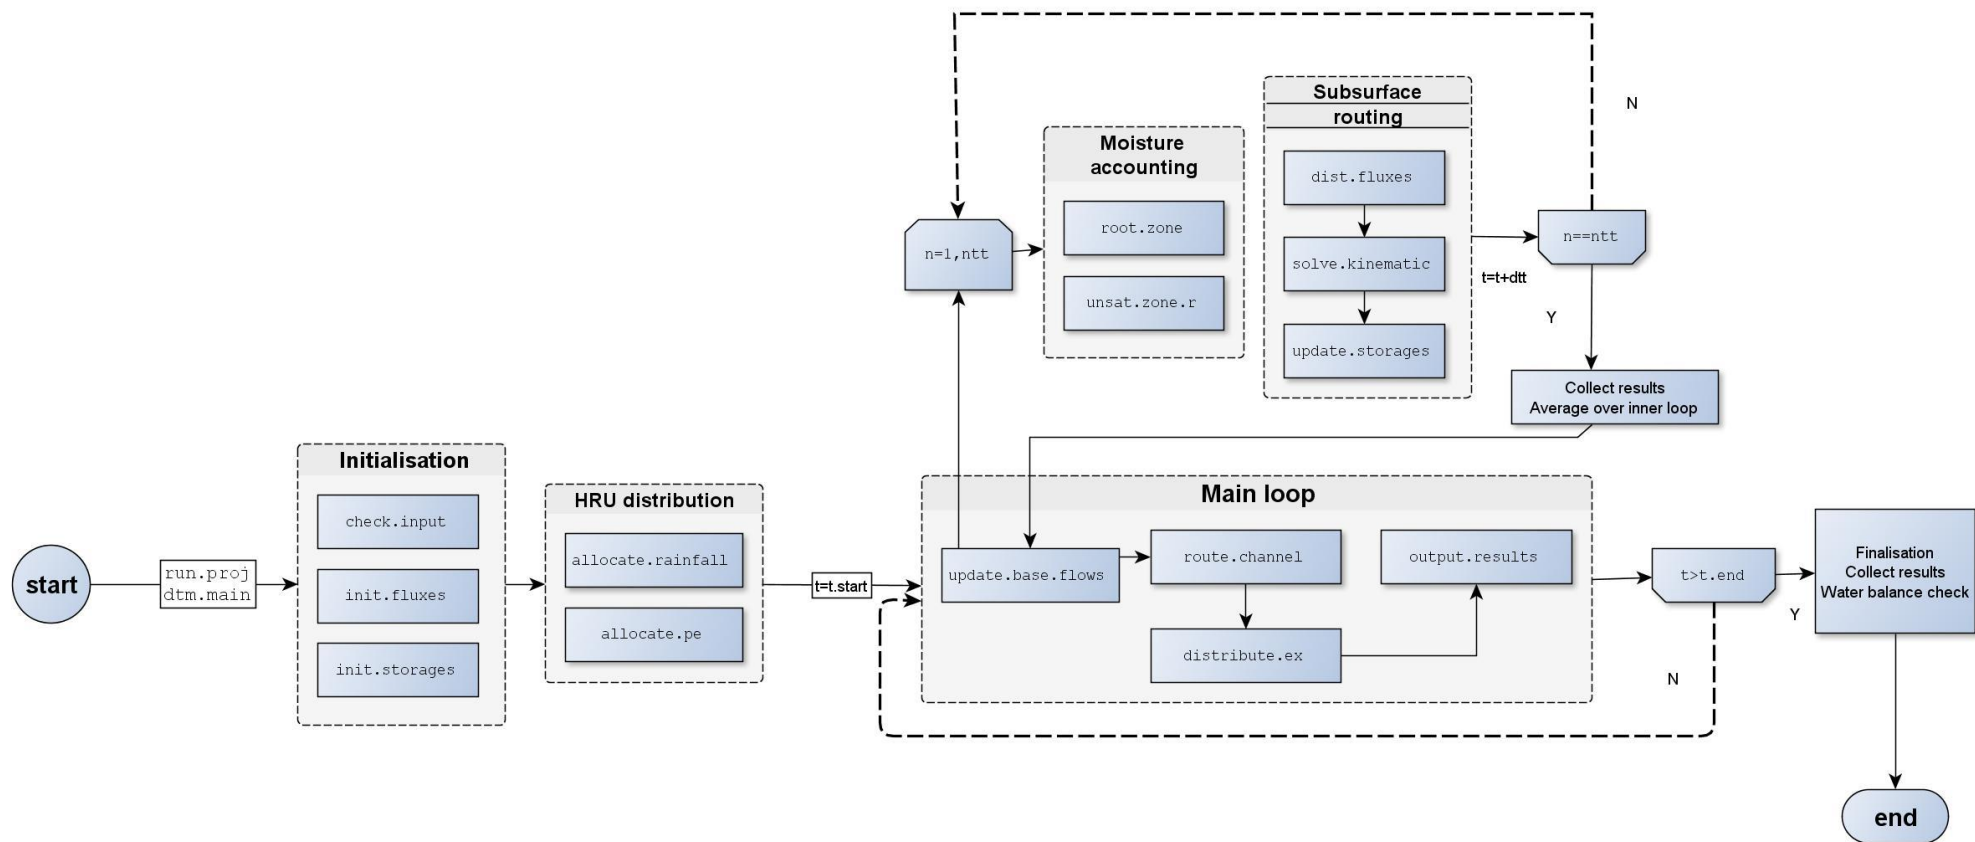 N
Subsurface
routing
Moisture
accounting
dist.fluxes
root.zone
n=1,ntt
n==ntt
solve.kinematic
t=t+dtt
unsat.zone.r
Y
update.storages
Collect results
Average over inner loop
Initialisation
HRU distribution
Main loop
check.input
allocate.rainfall
route.channel
output.results
Finalisation
Collect results
Water balance check
start
run.proj
dtm.main
t=t.start
update.base.flows
t>t.end
init.fluxes
Y
allocate.pe
distribute.ex
init.storages
N
end